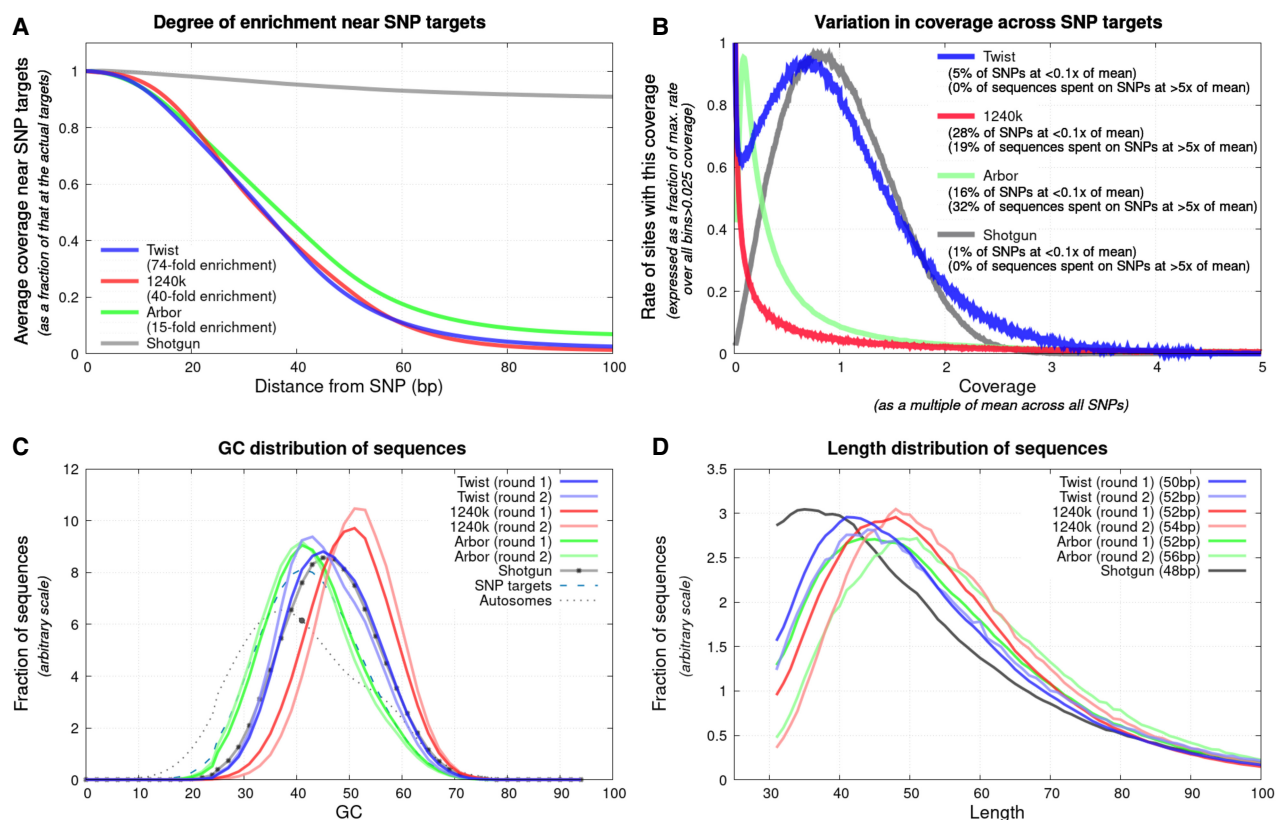 A
Degree of enrichment near SNP targets
Average coverage near SNP targets
(as a fraction of that at the actual targets)
1
0.8
0.6
0.4
0.2
0
Twist
(74-fold enrichment)
1240k
(40-fold enrichment)
Arbor
(15-fold enrichment)
Shotgun
0 20 40 60 80 100
Distance from SNP (bp)
B
Variation in coverage across SNP targets
Rate of sites with this coverage
(expressed as a fraction of max. rate
over all bins>0.025 coverage)
1
0.8
0.6
0.4
0.2
0
Twist
(5% of SNPs at <0.1x of mean)
(0% of sequences spent on SNPs at >5x of mean)
1240k
(28% of SNPs at <0.1x of mean)
(19% of sequences spent on SNPs at >5x of mean)
Arbor
(16% of SNPs at <0.1x of mean)
(32% of sequences spent on SNPs at >5x of mean)
Shotgun
(1% of SNPs at <0.1x of mean)
(0% of sequences spent on SNPs at >5x of mean)
0 1 2 3 4 5
Coverage
(as a multiple of mean across all SNPs)
C
GC distribution of sequences
Fraction of sequences
(arbitrary scale)
12
10
8
6
4
2
0
Twist (round 1)
Twist (round 2)
1240k (round 1)
1240k (round 2)
Arbor (round 1)
Arbor (round 2)
Shotgun
SNP targets
Autosomes
0 10 20 30 40 50 60 70 80 90 100
GC
D
Length distribution of sequences
Fraction of sequences
(arbitrary scale)
3.5
3
2.5
2
1.5
1
0.5
0
Twist (round 1) (50bp)
Twist (round 2) (52bp)
1240k (round 1) (52bp)
1240k (round 2) (54bp)
Arbor (round 1) (52bp)
Arbor (round 2) (56bp)
Shotgun (48bp)
30 40 50 60 70 80 90 100
Length